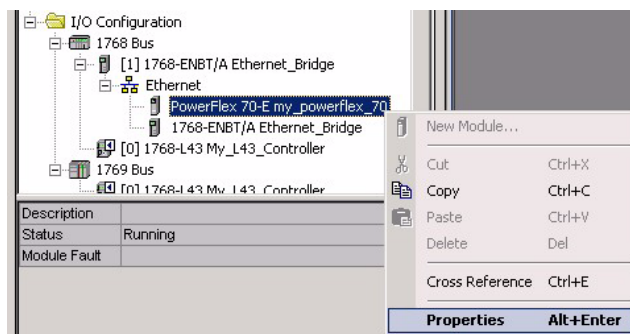 I/O Configuration
1768 Bus
[1] 1768-ENBT/A Ethernet_Bridge
Ethernet
PowerFlex 70-E my_powerflex_70
1768-ENBT/A Ethernet_Bridge
[0] 1768-L43 My_L43_Controller
1769 Bus
[0] 1768-L43 My_L43_Controller
Description
Status Running
Module Fault
New Module...
Cut Ctrl+X
Copy Ctrl+C
Paste Ctrl+V
Delete Del
Cross Reference Ctrl+E
Properties Alt+Enter